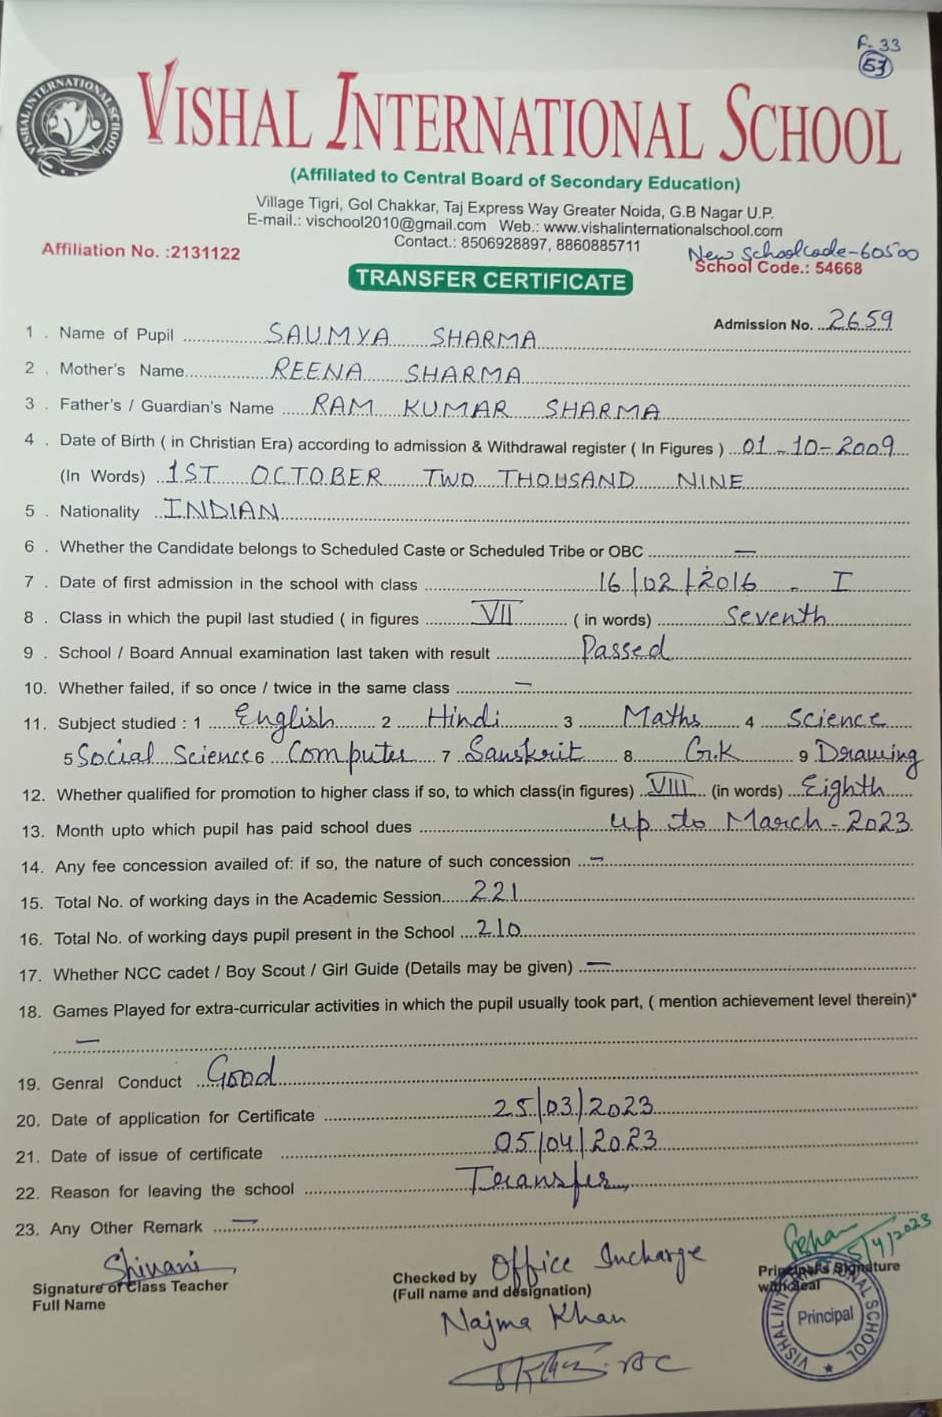 R-33
57
VISHAL INTERNATIONAL SCHOOL
(Affiliated to Central Board of Secondary Education)
Village Tigri, Gol Chakkar, Taj Express Way Greater Noida, G.B Nagar U.P.
E-mail.: vischool2010@gmail.com Web.: www.vishalinternationalschool.com
Contact.: 8506928897, 8860885711
New School Code-60500
Affiliation No. :2131122
School Code.: 54668
TRANSFER CERTIFICATE
Admission No. 2659
1 . Name of Pupil SAUMYA SHARMA
2 . Mother's Name REENA SHARMA
3 . Father's / Guardian's Name RAM KUMAR SHARMA
4 . Date of Birth ( in Christian Era) according to admission & Withdrawal register ( In Figures ) 01-10-2009
(In Words) 1ST OCTOBER TWO THOUSAND NINE
5 . Nationality INDIAN
6 . Whether the Candidate belongs to Scheduled Caste or Scheduled Tribe or OBC —
7 . Date of first admission in the school with class 16/02/2016 - I
8 . Class in which the pupil last studied ( in figures VII ( in words) Seventh
9 . School / Board Annual examination last taken with result Passed
10. Whether failed, if so once / twice in the same class —
11. Subject studied : 1 English 2 Hindi 3 Maths 4 Science
5 Social Science 6 Computer 7 Sanskrit 8 G.K 9 Drawing
12. Whether qualified for promotion to higher class if so, to which class(in figures) VIII (in words) Eighth
13. Month upto which pupil has paid school dues up to March-2023
14. Any fee concession availed of: if so, the nature of such concession —
15. Total No. of working days in the Academic Session 221
16. Total No. of working days pupil present in the School 210
17. Whether NCC cadet / Boy Scout / Girl Guide (Details may be given) —
18. Games Played for extra-curricular activities in which the pupil usually took part, ( mention achievement level therein)*
—
19. Genral Conduct Good
20. Date of application for Certificate 25/03/2023
21. Date of issue of certificate 05/04/2023
22. Reason for leaving the school Transfer
23. Any Other Remark —
Shivani
Signature of Class Teacher
Full Name
Checked by Office Incharge
(Full name and designation)
Najma Khan
5/4/2023
Principal's Signature
with seal
VISHAL INTERNATIONAL SCHOOL
Principal